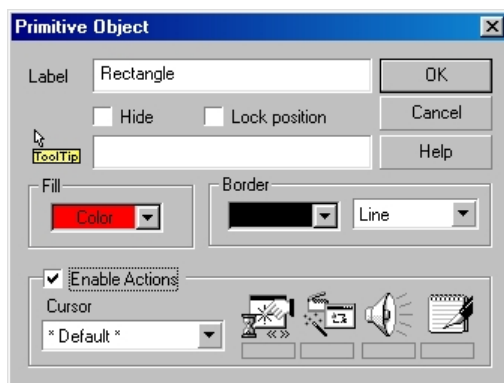 Primitive Object
Label
Rectangle
OK
Hide
Lock position
Cancel
ToolTip
Help
Fill
Border
Color
Line
Enable Actions
Cursor
* Default *